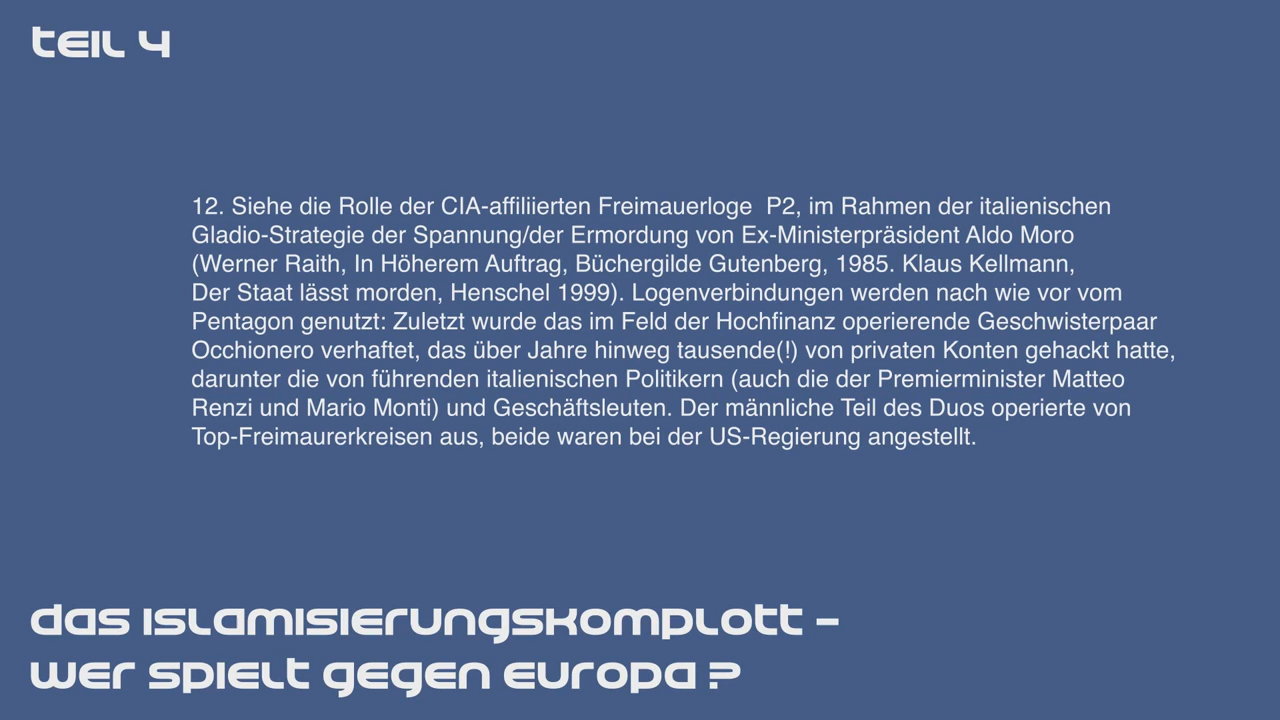 Teil 4
12. Siehe die Rolle der CIA-affiliierten Freimauerloge  P2, im Rahmen der italienischen
Gladio-Strategie der Spannung/der Ermordung von Ex-Ministerpräsident Aldo Moro
(Werner Raith, In Höherem Auftrag, Büchergilde Gutenberg, 1985. Klaus Kellmann,
Der Staat lässt morden, Henschel 1999). Logenverbindungen werden nach wie vor vom
Pentagon genutzt: Zuletzt wurde das im Feld der Hochfinanz operierende Geschwisterpaar
Occhionero verhaftet, das über Jahre hinweg tausende(!) von privaten Konten gehackt hatte,
darunter die von führenden italienischen Politikern (auch die der Premierminister Matteo
Renzi und Mario Monti) und Geschäftsleuten. Der männliche Teil des Duos operierte von
Top-Freimaurerkreisen aus, beide waren bei der US-Regierung angestellt.
das Islamisierungskomplott –
wer spielt gegen Europa ?